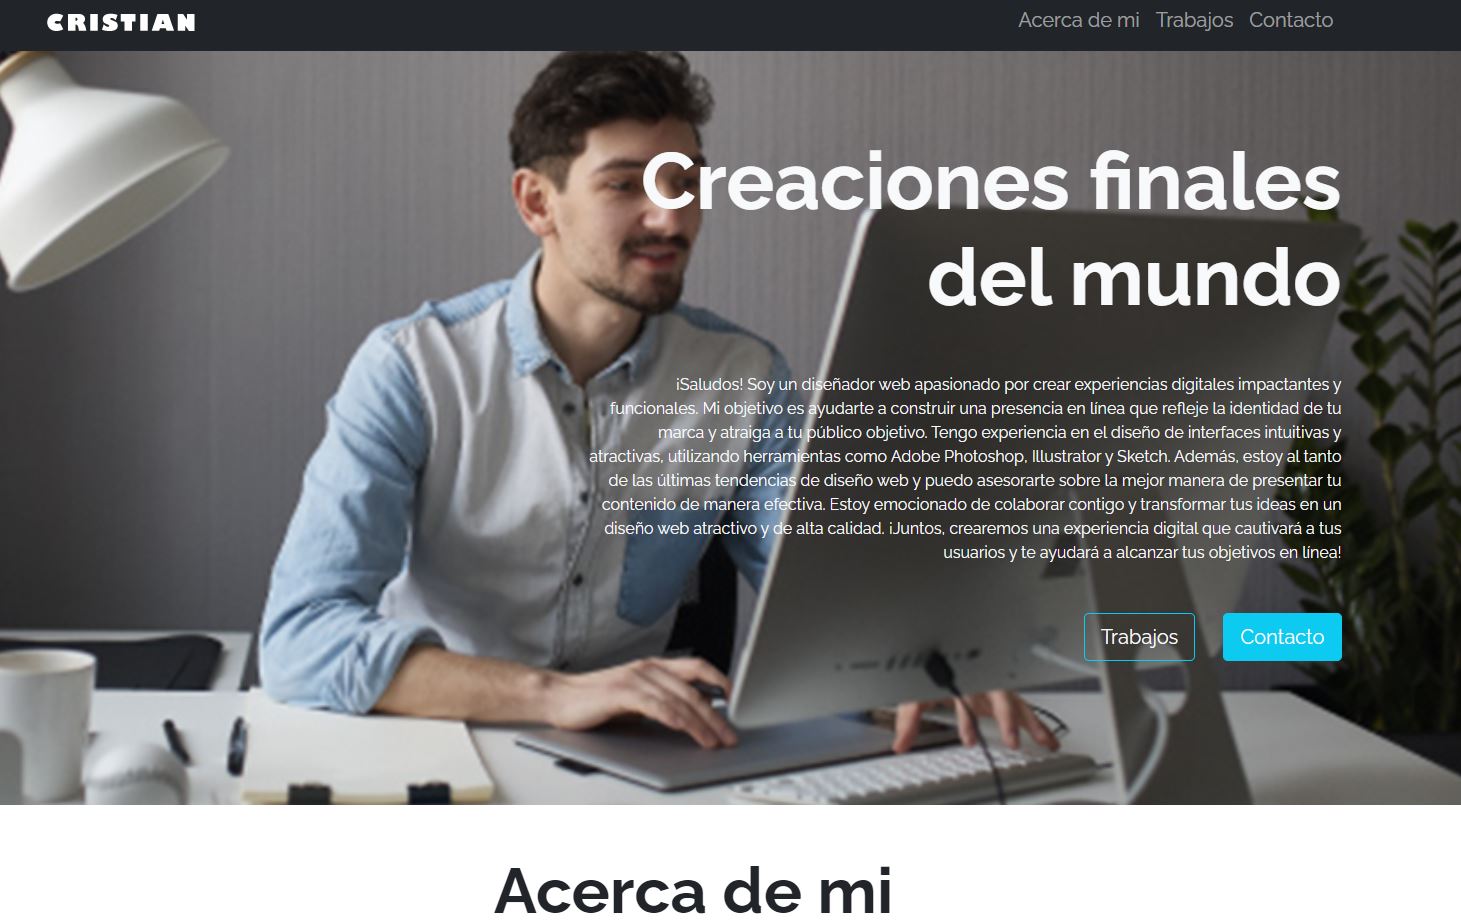 CRISTIAN
Acerca de mi Trabajos Contacto
Creaciones finales
del mundo
¡Saludos! Soy un diseñador web apasionado por crear experiencias digitales impactantes y
funcionales. Mi objetivo es ayudarte a construir una presencia en línea que refleje la identidad de tu
marca y atraiga a tu público objetivo. Tengo experiencia en el diseño de interfaces intuitivas y
atractivas, utilizando herramientas como Adobe Photoshop, Illustrator y Sketch. Además, estoy al tanto
de las últimas tendencias de diseño web y puedo asesorarte sobre la mejor manera de presentar tu
contenido de manera efectiva. Estoy emocionado de colaborar contigo y transformar tus ideas en un
diseño web atractivo y de alta calidad. ¡Juntos, crearemos una experiencia digital que cautivará a tus
usuarios y te ayudará a alcanzar tus objetivos en línea!
Trabajos Contacto
Acerca de mi